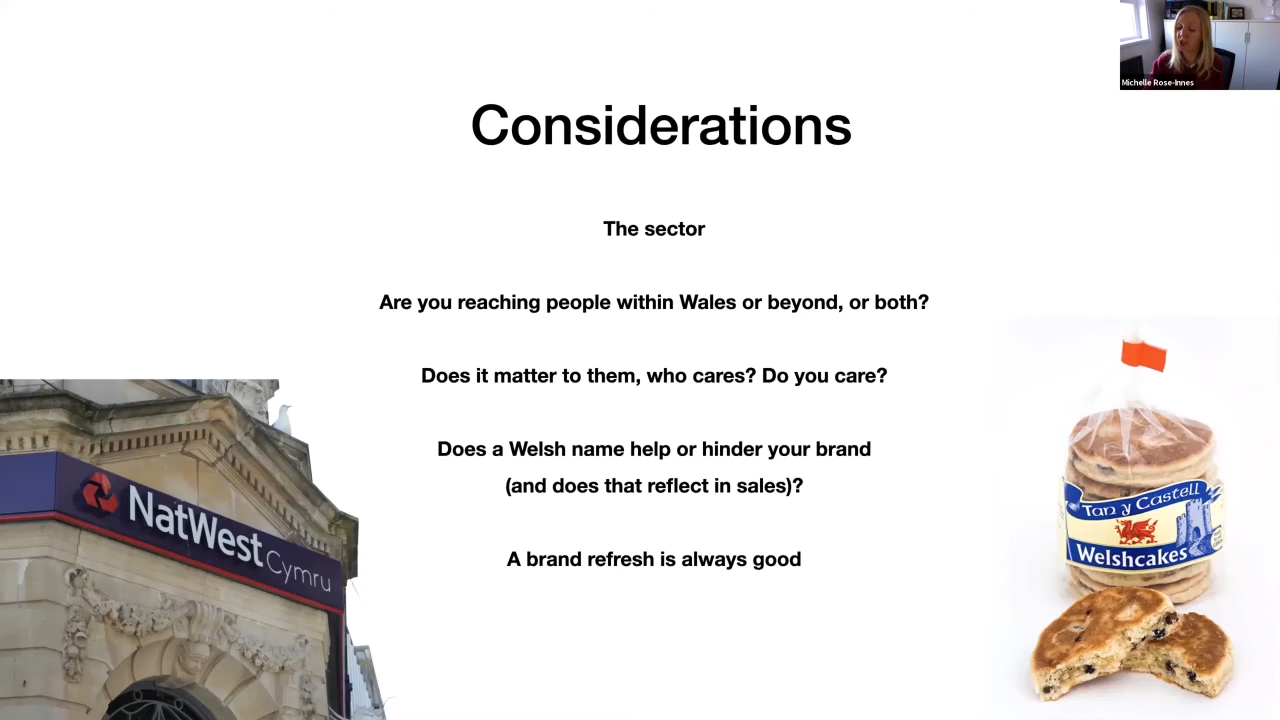 Michelle Rose-Innes
Considerations
The sector
Are you reaching people within Wales or beyond, or both?
Does it matter to them, who cares? Do you care?
Does a Welsh name help or hinder your brand
(and does that reflect in sales)?
A brand refresh is always good
NatWest Cymru
Tan y Castell
Welshcakes